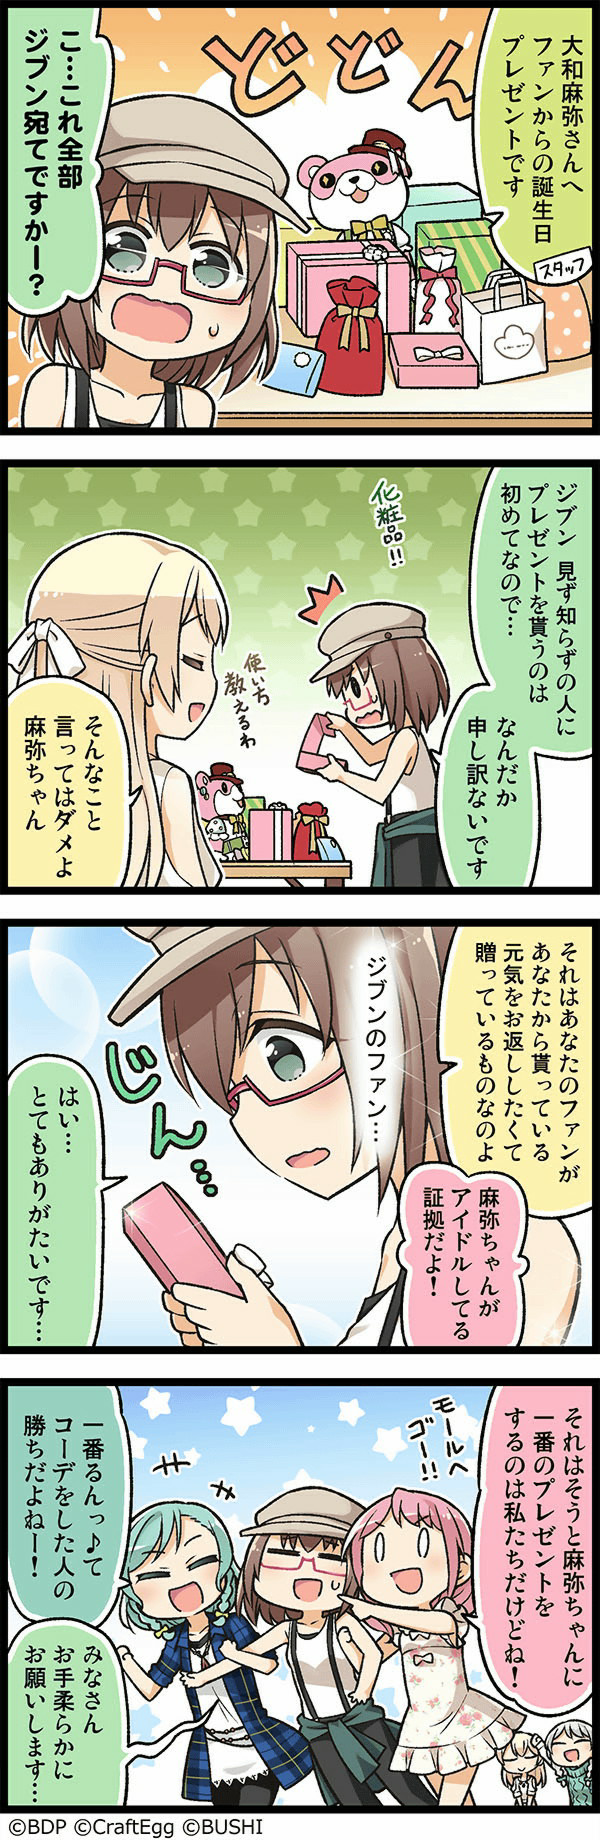 大和麻弥さんへ
ファンからの誕生日
プレゼントです
スタッフ
どどん
こ…これ全部
ジブン宛てですかー？
ジブン 見ず知らずの人に
プレゼントを貰うのは
初めてなので…
なんだか
申し訳ないです
化粧品!!
使い方
教えるわ
そんなこと
言ってはダメよ
麻弥ちゃん
それはあなたのファンが
あなたから貰っている
元気をお返ししたくて
贈っているものなのよ
麻弥ちゃんが
アイドルしてる
証拠だよ！
ジブンのファン…
じん…
はい…
とてもありがたいです…
それはそうと麻弥ちゃんに
一番のプレゼントを
するのは私たちだけどね！
モールへ
ゴー!!
一番るんっ♪て
コーデをした人の
勝ちだよねー！
みなさん
お手柔らかに
お願いします…
©BDP ©CraftEgg ©BUSHI